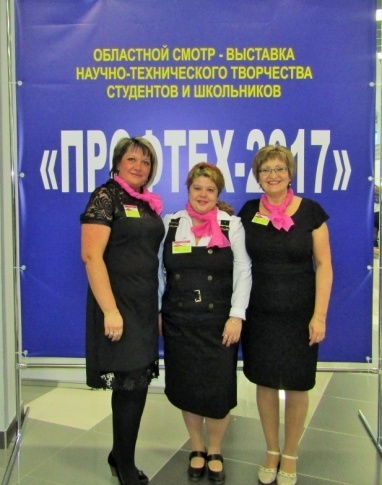 ОБЛАСТНОЙ СМОТР - ВЫСТАВКА
НАУЧНО-ТЕХНИЧЕСКОГО ТВОРЧЕСТВА
СТУДЕНТОВ И ШКОЛЬНИКОВ
«ПРОФТЕХ-2017»